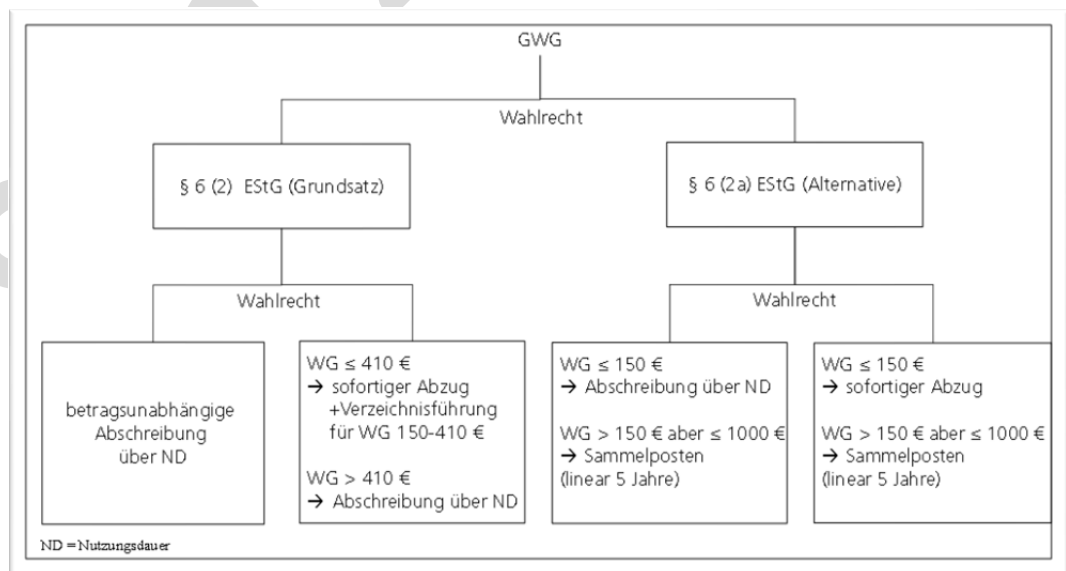 GWG
Wahlrecht
§ 6 (2) EStG (Grundsatz)
§ 6 (2a) EStG (Alternative)
Wahlrecht
Wahlrecht
betragsunabhängige
Abschreibung
über ND
WG ≤ 410 €
→ sofortiger Abzug
+Verzeichnisführung
für WG 150-410 €
WG > 410 €
→ Abschreibung über ND
WG ≤ 150 €
→ Abschreibung über ND
WG > 150 € aber ≤ 1000 €
→ Sammelposten
(linear 5 Jahre)
WG ≤ 150 €
→ sofortiger Abzug
WG > 150 € aber ≤ 1000 €
→ Sammelposten
(linear 5 Jahre)
ND = Nutzungsdauer